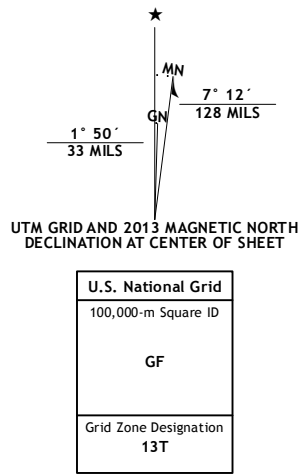 ★
MN
GN
7° 12´
128 MILS
1° 50´
33 MILS
UTM GRID AND 2013 MAGNETIC NORTH
DECLINATION AT CENTER OF SHEET
U.S. National Grid
100,000-m Square ID
GF
Grid Zone Designation
13T